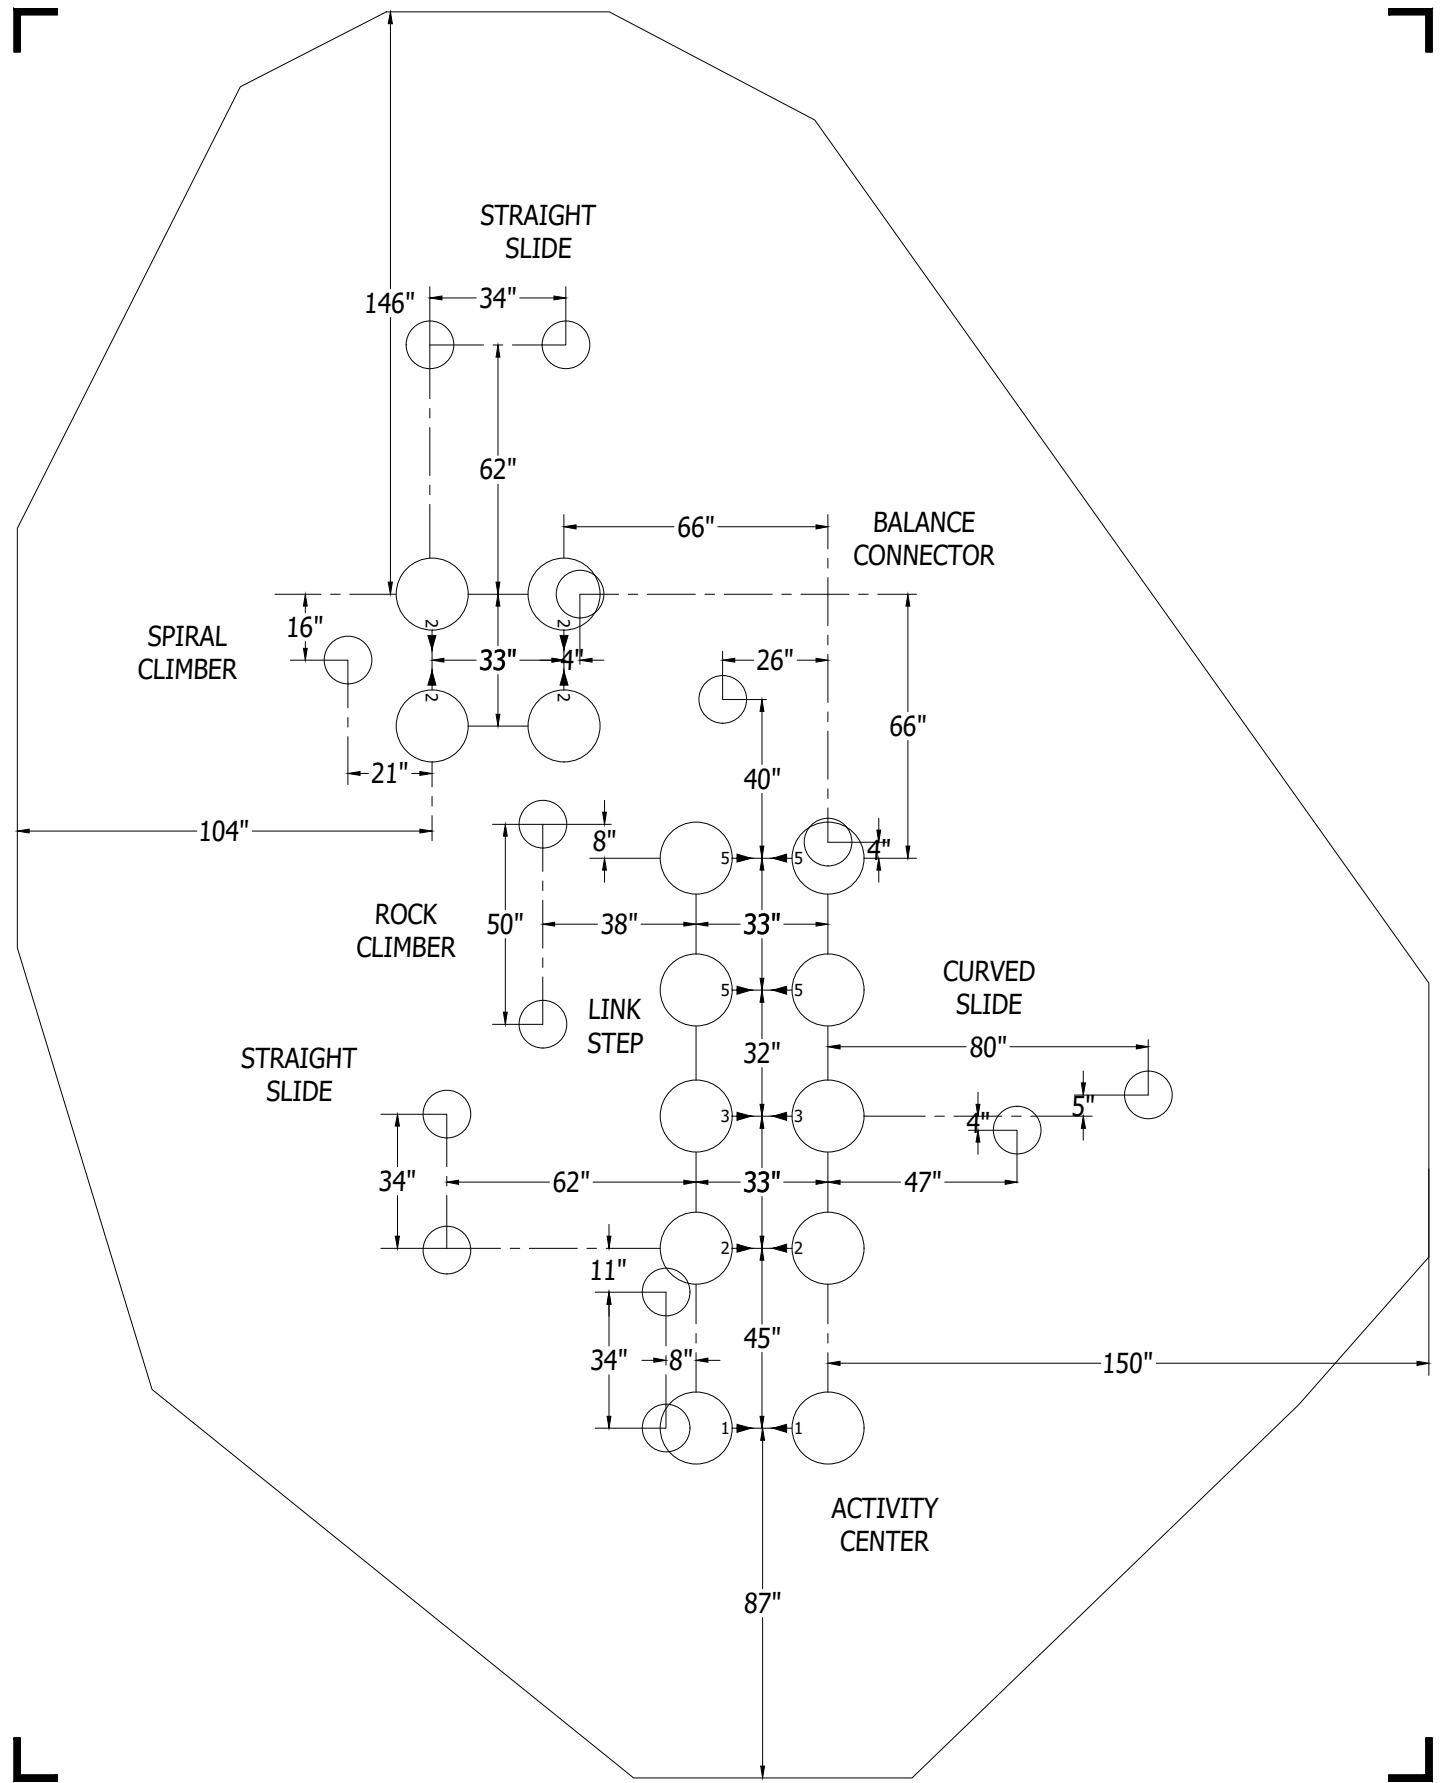 STRAIGHT
SLIDE
146"
34"
62"
66"
BALANCE
CONNECTOR
16"
SPIRAL
CLIMBER
2
2
33"
4"
26"
2
2
66"
21"
40"
104"
8"
5
5
4"
ROCK
CLIMBER
50"
38"
33"
CURVED
SLIDE
5
5
LINK
STEP
STRAIGHT
SLIDE
32"
80"
5"
3
3
4"
34"
62"
33"
47"
2
2
11"
45"
34"
8"
150"
1
1
ACTIVITY
CENTER
87"